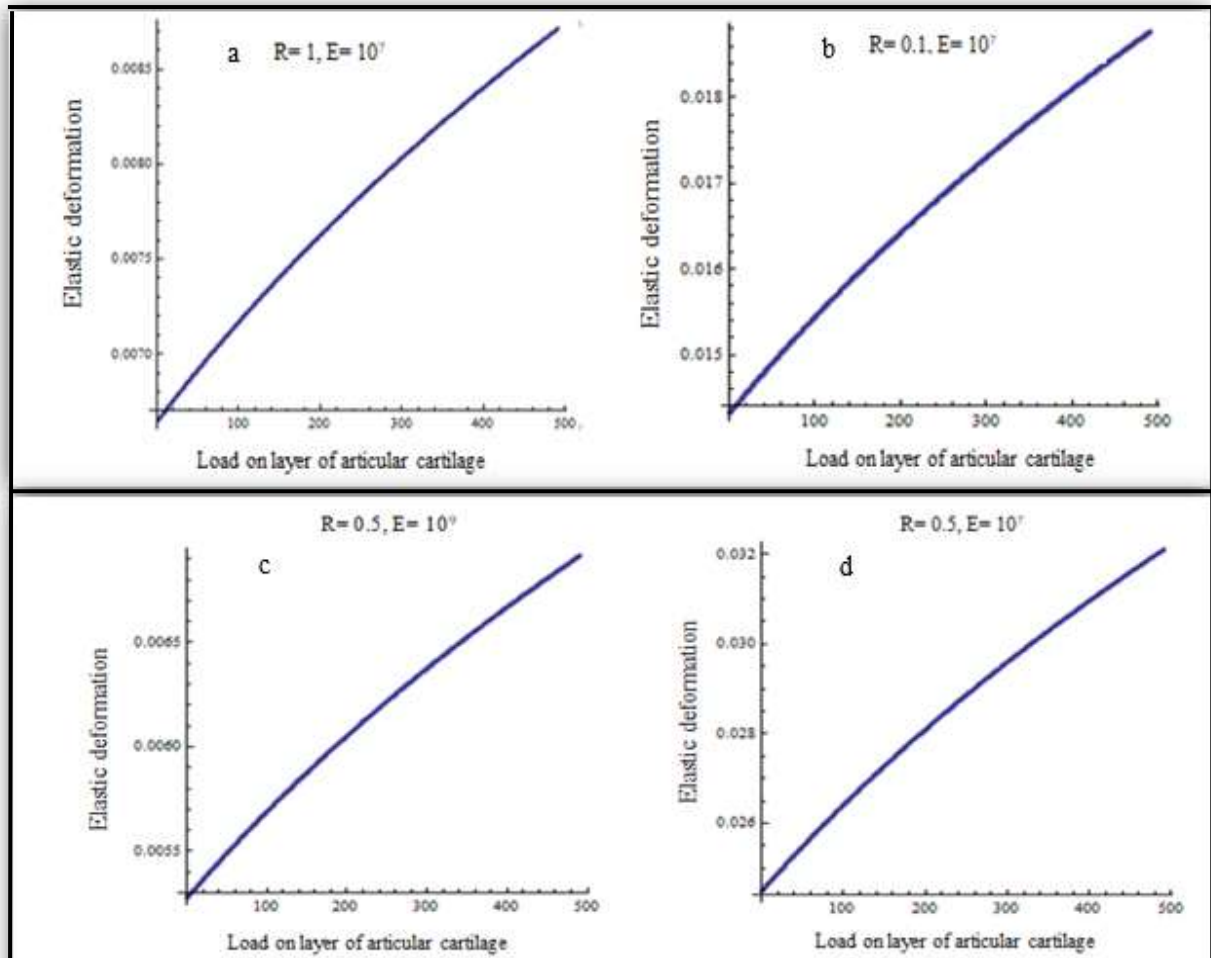 a R= 1, E= 10⁷
0.0085
0.0080
0.0075
0.0070
100 200 300 400 500
Elastic deformation
Load on layer of articular cartilage
b R= 0.1, E= 10⁷
0.018
0.017
0.016
0.015
100 200 300 400 500
Elastic deformation
Load on layer of articular cartilage
R= 0.5, E= 10⁹
c
0.0065
0.0060
0.0055
100 200 300 400 500
Elastic deformation
Load on layer of articular cartilage
R= 0.5, E= 10⁷
d
0.032
0.030
0.028
0.026
100 200 300 400 500
Elastic deformation
Load on layer of articular cartilage